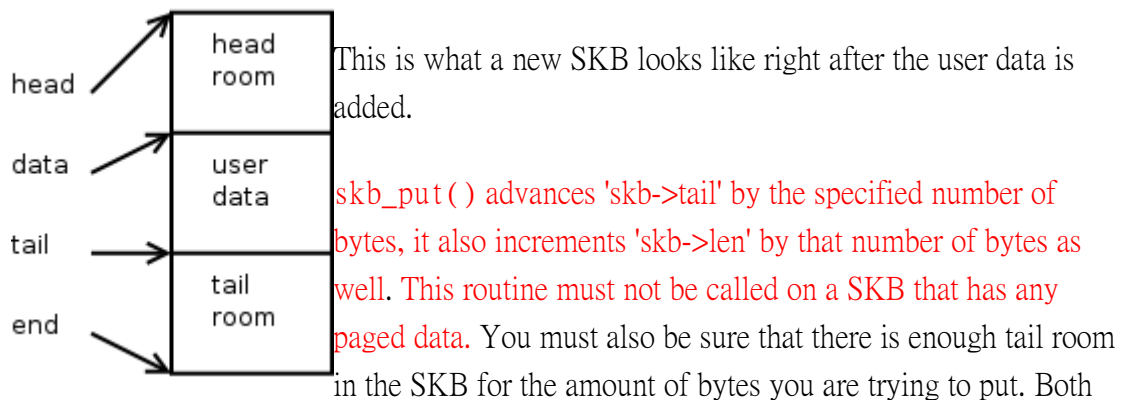 head
data
tail
end
head
room
user
data
tail
room
This is what a new SKB looks like right after the user data is
added.
skb_put() advances 'skb->tail' by the specified number of
bytes, it also increments 'skb->len' by that number of bytes as
well. This routine must not be called on a SKB that has any
paged data. You must also be sure that there is enough tail room
in the SKB for the amount of bytes you are trying to put. Both